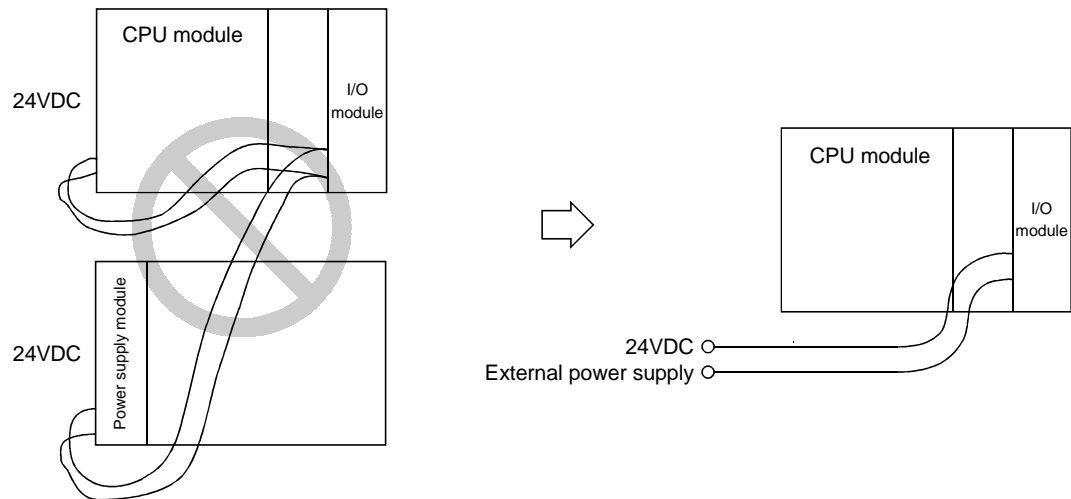 CPU module
24VDC
I/O
module
Power supply module
24VDC
CPU module
I/O
module
24VDC
External power supply